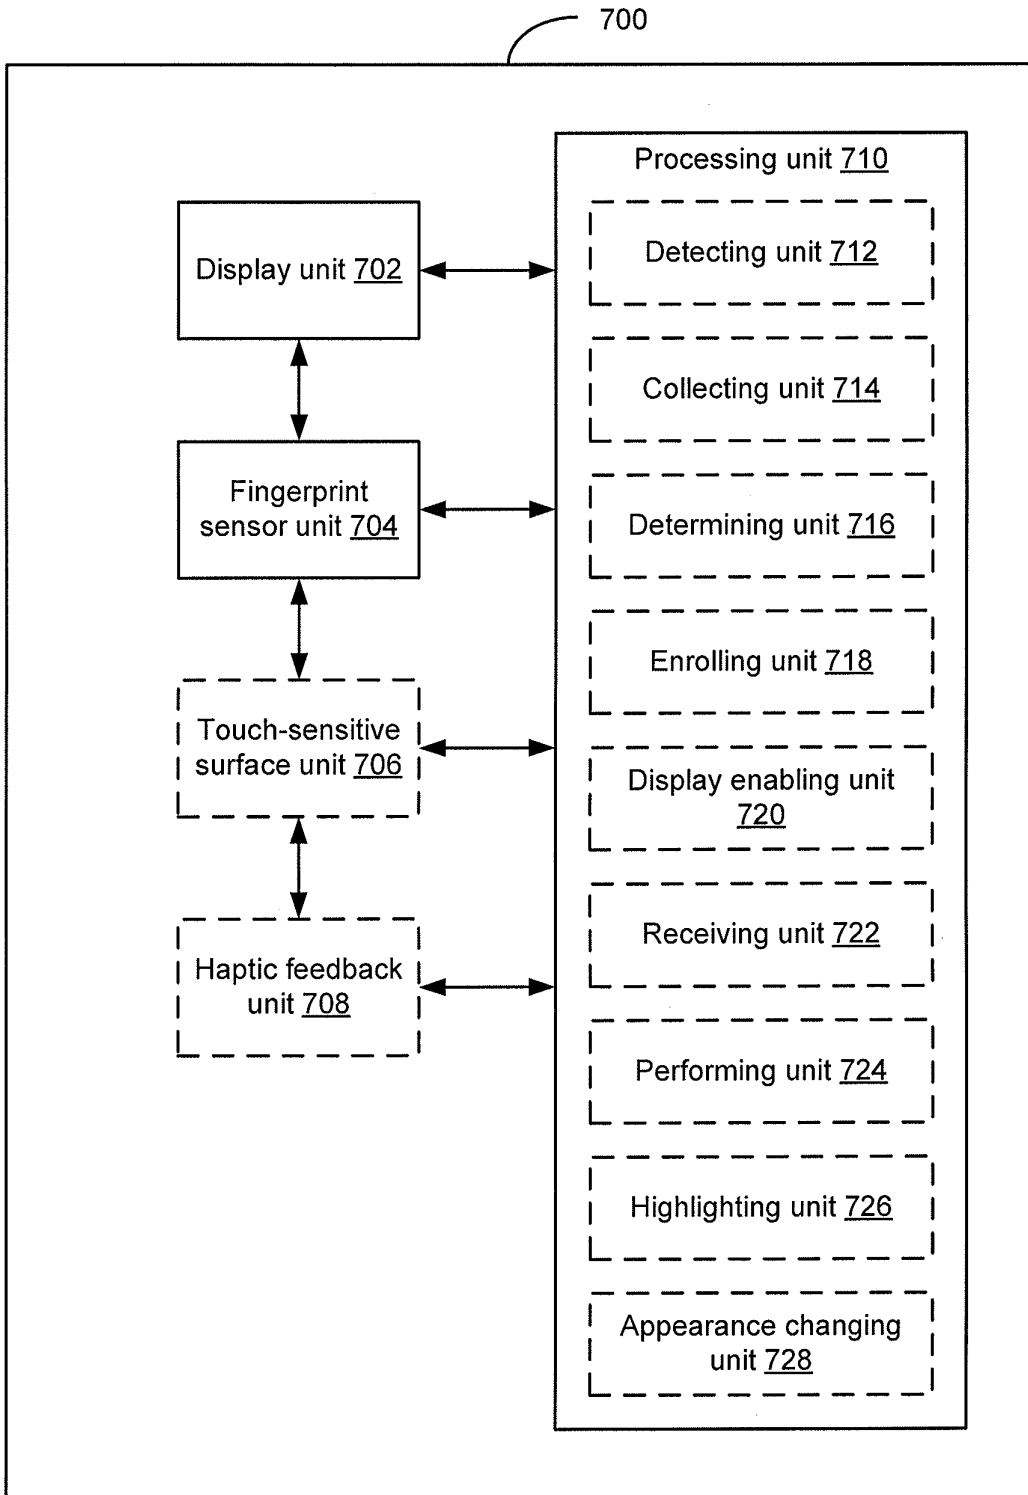 700
Processing unit 710
Display unit 702
Detecting unit 712
Collecting unit 714
Fingerprint
sensor unit 704
Determining unit 716
Enrolling unit 718
Touch-sensitive
surface unit 706
Display enabling unit
720
Receiving unit 722
Haptic feedback
unit 708
Performing unit 724
Highlighting unit 726
Appearance changing
unit 728